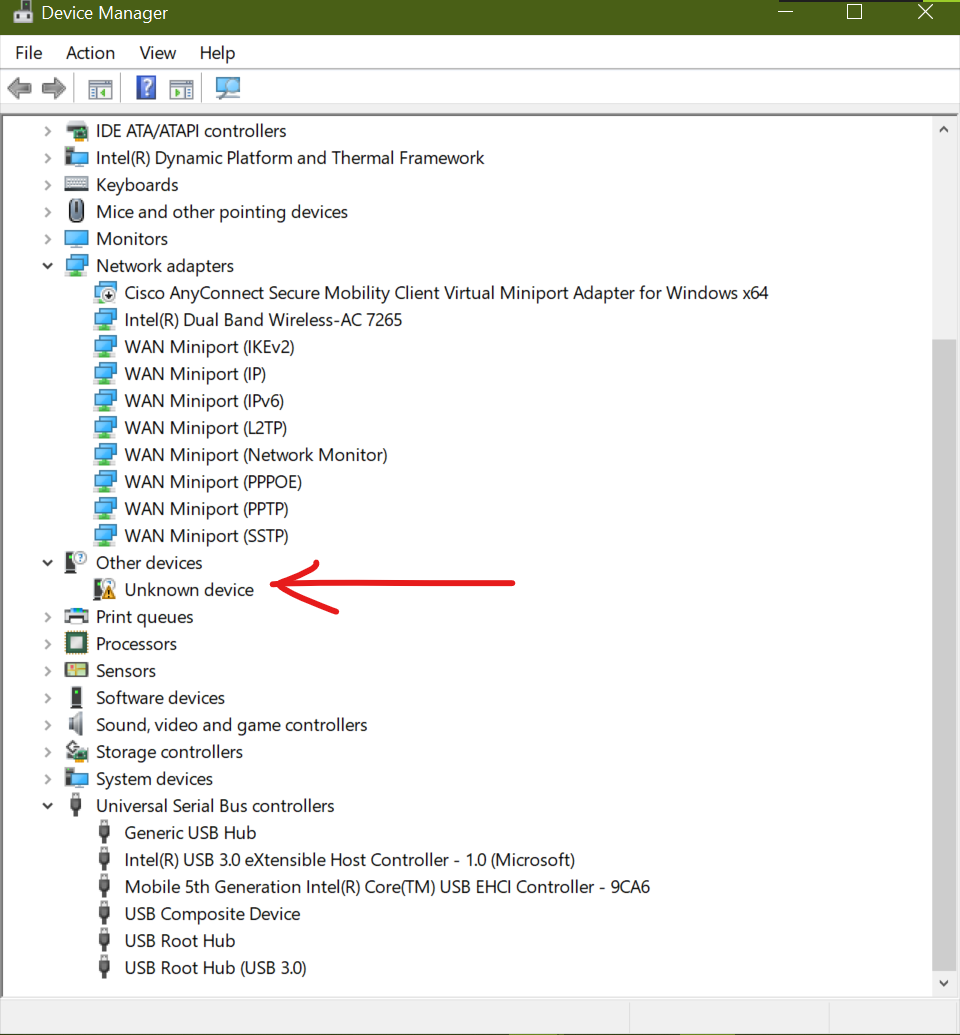 Device Manager
File Action View Help
IDE ATA/ATAPI controllers
Intel(R) Dynamic Platform and Thermal Framework
Keyboards
Mice and other pointing devices
Monitors
Network adapters
Cisco AnyConnect Secure Mobility Client Virtual Miniport Adapter for Windows x64
Intel(R) Dual Band Wireless-AC 7265
WAN Miniport (IKEv2)
WAN Miniport (IP)
WAN Miniport (IPv6)
WAN Miniport (L2TP)
WAN Miniport (Network Monitor)
WAN Miniport (PPPOE)
WAN Miniport (PPTP)
WAN Miniport (SSTP)
Other devices
Unknown device
Print queues
Processors
Sensors
Software devices
Sound, video and game controllers
Storage controllers
System devices
Universal Serial Bus controllers
Generic USB Hub
Intel(R) USB 3.0 eXtensible Host Controller - 1.0 (Microsoft)
Mobile 5th Generation Intel(R) Core(TM) USB EHCI Controller - 9CA6
USB Composite Device
USB Root Hub
USB Root Hub (USB 3.0)